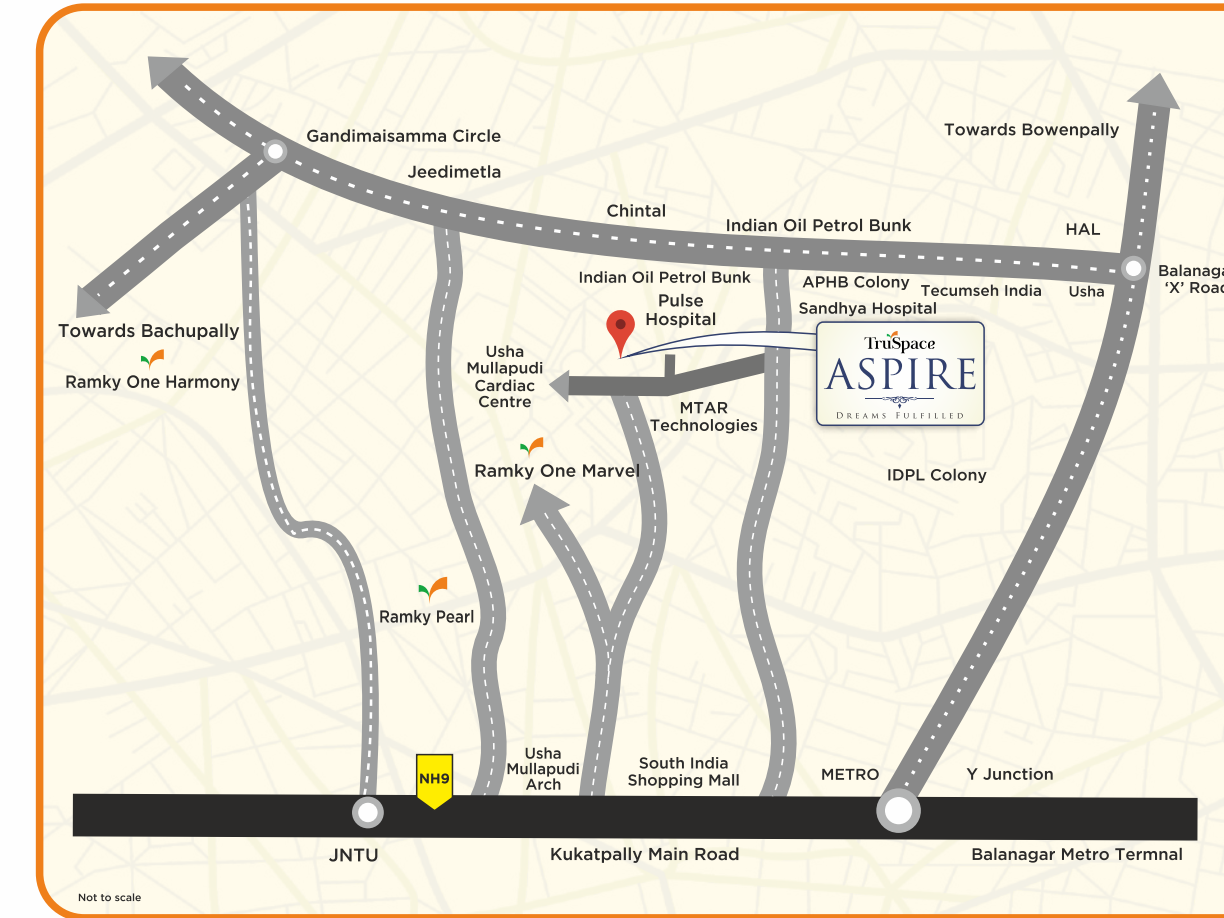 Gandimaisamma Circle
Jeedimetla
Towards Bowenpally
Chintal
Indian Oil Petrol Bunk
HAL
Indian Oil Petrol Bunk
APHB Colony
Tecumseh India
Usha
Balanaga
‘X’ Road
Pulse
Hospital
Sandhya Hospital
Towards Bachupally
Ramky One Harmony
Usha
Mullapudi
Cardiac
Centre
TruSpace
ASPIRE
DREAMS FULFILLED
MTAR
Technologies
Ramky One Marvel
IDPL Colony
Ramky Pearl
NH9
Usha
Mullapudi
Arch
South India
Shopping Mall
METRO
Y Junction
JNTU
Kukatpally Main Road
Balanagar Metro Termnal
Not to scale